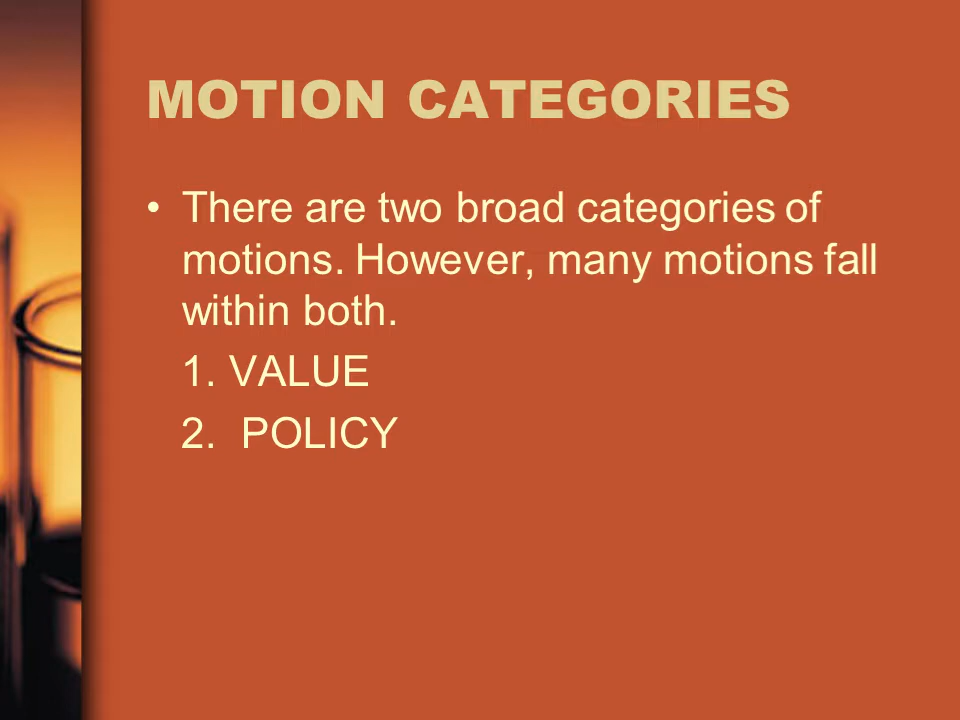 MOTION CATEGORIES
• There are two broad categories of
motions. However, many motions fall
within both.
1. VALUE
2. POLICY